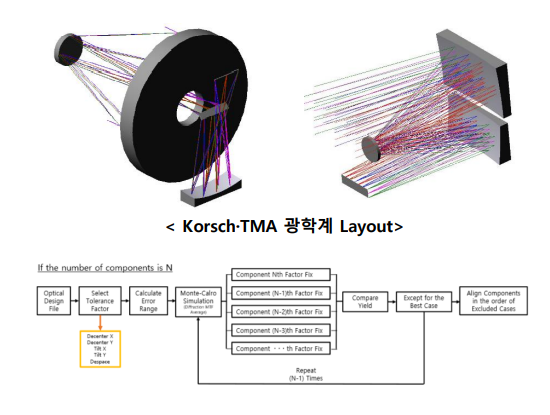 < Korsch·TMA 광학계 Layout>
If the number of components is N
Optical
Design
File
Select
Tolerance
Factor
Calculate
Error
Range
Monte-Calro
Simulation
(Diffraction MTF
Average)
Component Nth Factor Fix
Component (N-1)th Factor Fix
Component (N-2)th Factor Fix
Component (N-3)th Factor Fix
Component ・・・th Factor Fix
Compare
Yield
Except for the
Best Case
Align Components
in the order of
Excluded Cases
Decenter X
Decenter Y
Tilt X
Tilt Y
Despace
Repeat
(N-1) Times